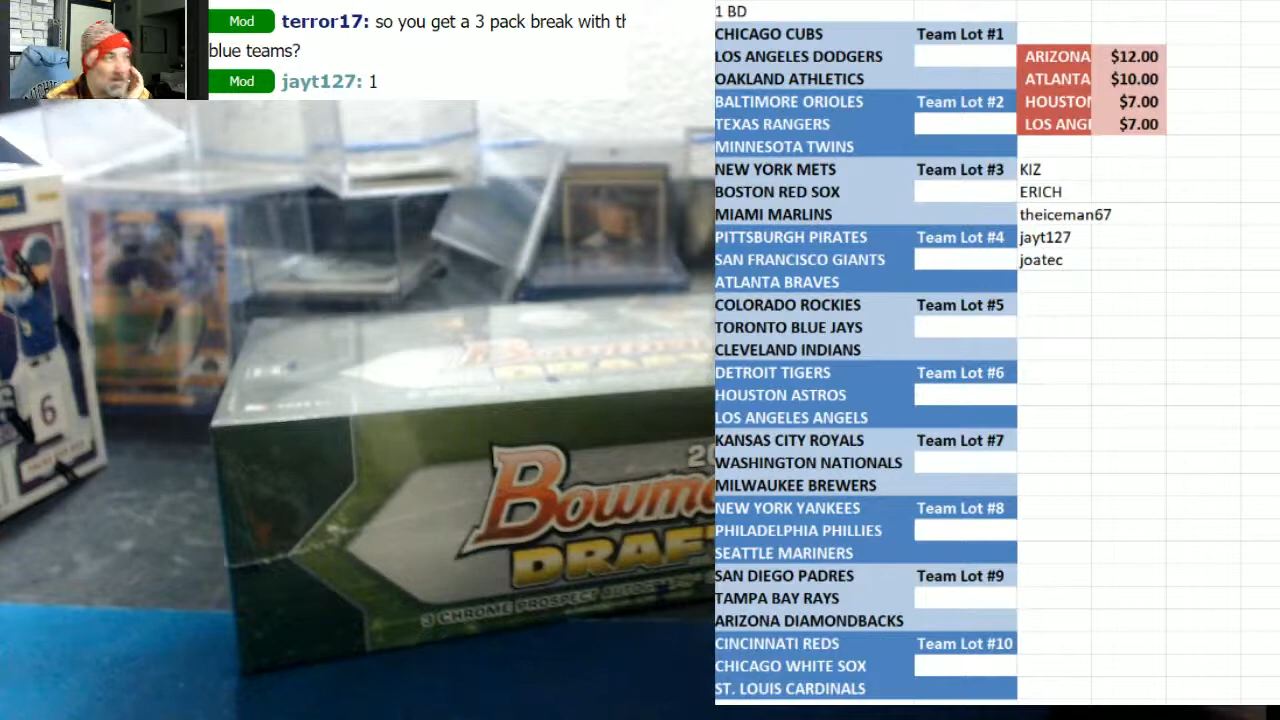 Mod terror17: so you get a 3 pack break with th
blue teams?
Mod jayt127: 1
6
20
Bowm
DRAF
3 CHROME PROSPECT
1 BD
CHICAGO CUBS Team Lot #1
LOS ANGELES DODGERS ARIZONA $12.00
OAKLAND ATHLETICS ATLANTA $10.00
BALTIMORE ORIOLES Team Lot #2 HOUSTON $7.00
TEXAS RANGERS LOS ANGE $7.00
MINNESOTA TWINS
NEW YORK METS Team Lot #3 KIZ
BOSTON RED SOX ERICH
MIAMI MARLINS theiceman67
PITTSBURGH PIRATES Team Lot #4 jayt127
SAN FRANCISCO GIANTS joatec
ATLANTA BRAVES
COLORADO ROCKIES Team Lot #5
TORONTO BLUE JAYS
CLEVELAND INDIANS
DETROIT TIGERS Team Lot #6
HOUSTON ASTROS
LOS ANGELES ANGELS
KANSAS CITY ROYALS Team Lot #7
WASHINGTON NATIONALS
MILWAUKEE BREWERS
NEW YORK YANKEES Team Lot #8
PHILADELPHIA PHILLIES
SEATTLE MARINERS
SAN DIEGO PADRES Team Lot #9
TAMPA BAY RAYS
ARIZONA DIAMONDBACKS
CINCINNATI REDS Team Lot #10
CHICAGO WHITE SOX
ST. LOUIS CARDINALS